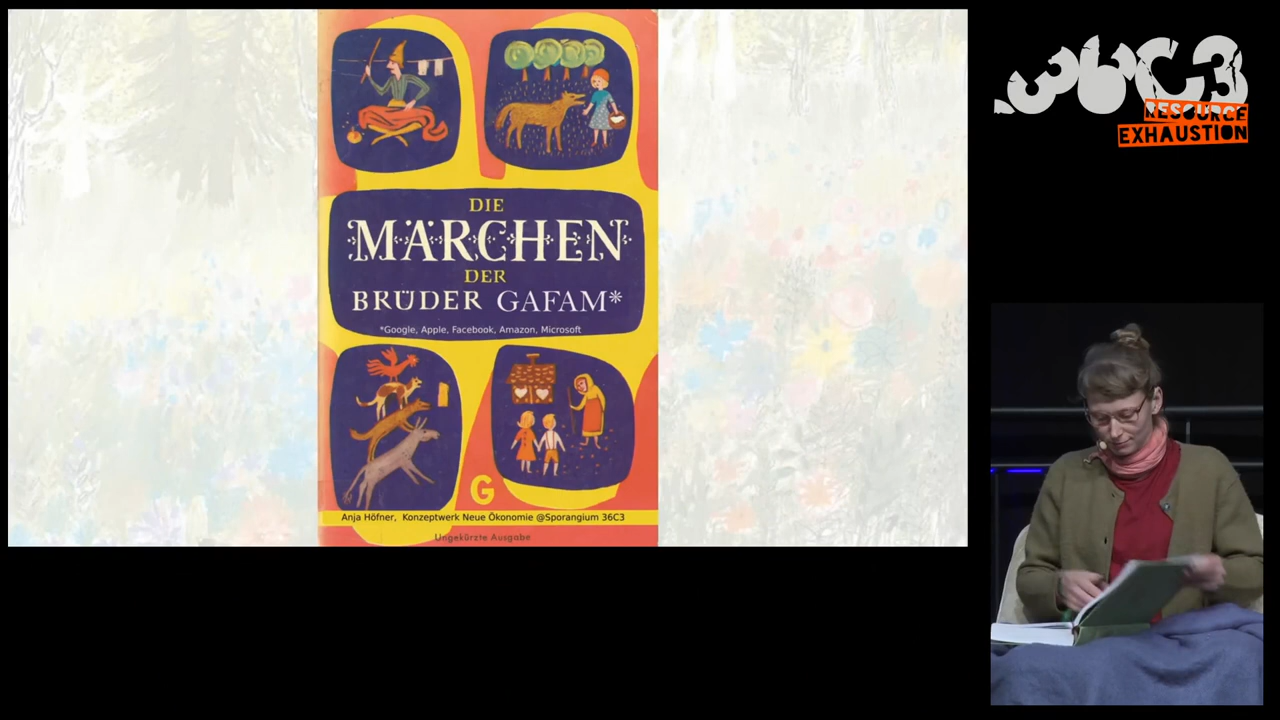 DIE
MÄRCHEN
DER
BRÜDER GAFAM*
*Google, Apple, Facebook, Amazon, Microsoft
G
Anja Höfner, Konzeptwerk Neue Ökonomie @Sporangium 36C3
Ungekürzte Ausgabe
36C3
RESOURCE
EXHAUSTION